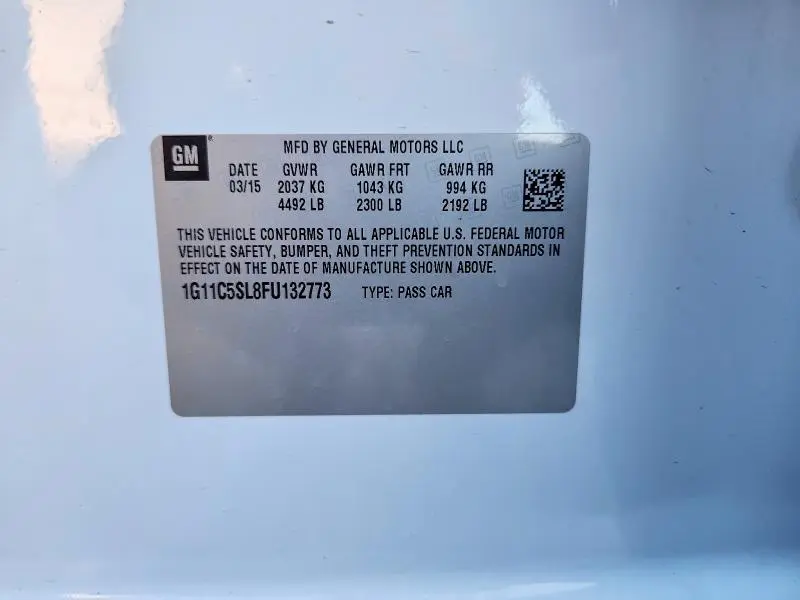 GM
MFD BY GENERAL MOTORS LLC
DATE GVWR GAWR FRT GAWR RR
03/15 2037 KG 1043 KG 994 KG
4492 LB 2300 LB 2192 LB
THIS VEHICLE CONFORMS TO ALL APPLICABLE U.S. FEDERAL MOTOR
VEHICLE SAFETY, BUMPER, AND THEFT PREVENTION STANDARDS IN
EFFECT ON THE DATE OF MANUFACTURE SHOWN ABOVE.
1G11C5SL8FU132773 TYPE: PASS CAR